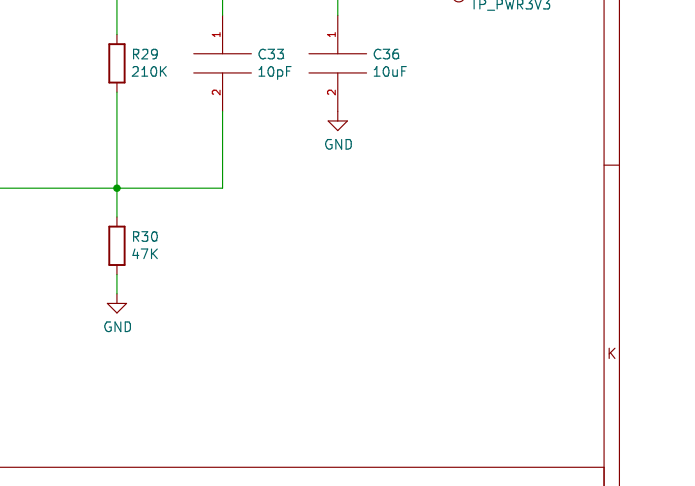 TP_PWR3V3
1
R29
210K
C33
10pF
2
1
C36
10uF
2
GND
R30
47K
GND
K